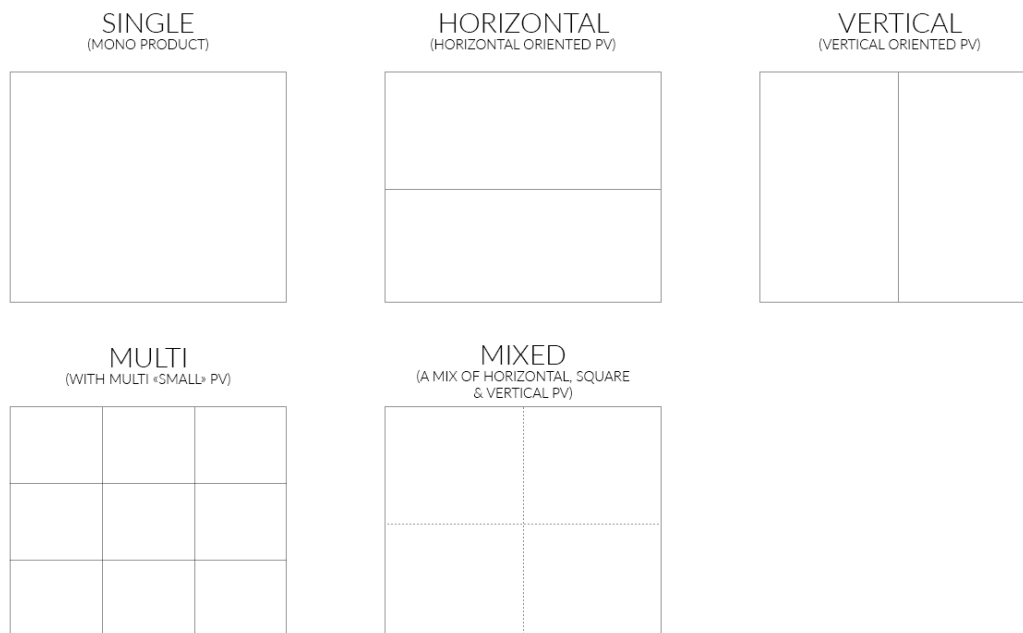 SINGLE
(MONO PRODUCT)
HORIZONTAL
(HORIZONTAL ORIENTED PV)
VERTICAL
(VERTICAL ORIENTED PV)
MULTI
(WITH MULTI «SMALL» PV)
MIXED
(A MIX OF HORIZONTAL, SQUARE
& VERTICAL PV)